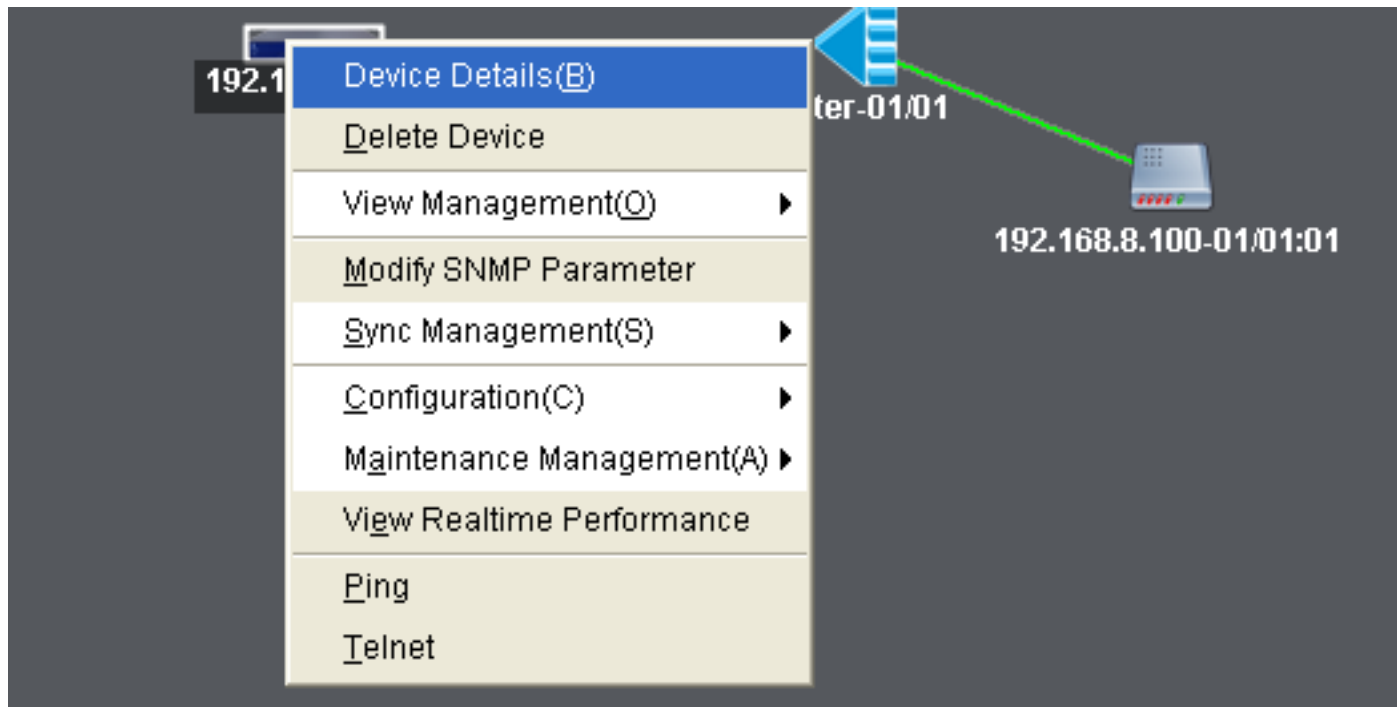 192.1
Device Details(B)
ter-01/01
Delete Device
View Management(O)
192.168.8.100-01/01:01
Modify SNMP Parameter
Sync Management(S)
Configuration(C)
Maintenance Management(A)
View Realtime Performance
Ping
Telnet